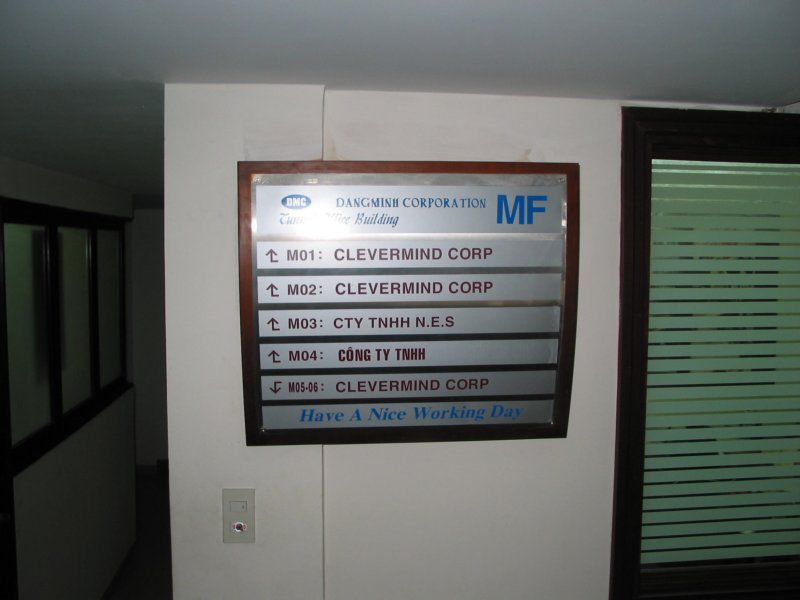 DMC DANGMINH CORPORATION MF
Office Building
M01: CLEVERMIND CORP
M02: CLEVERMIND CORP
M03: CTY TNHH N.E.S
M04: CÔNG TY TNHH
M05-06: CLEVERMIND CORP
Have A Nice Working Day